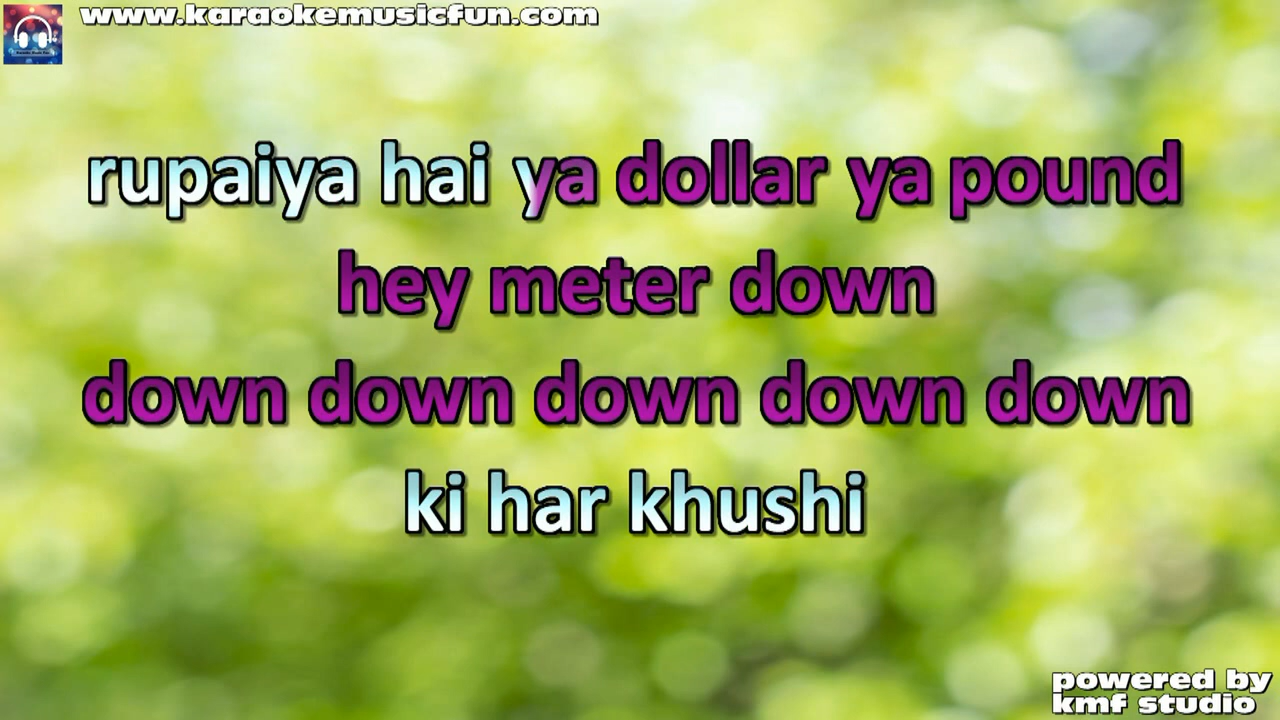 www.karaokemusicfun.com
rupaiya hai ya dollar ya pound
hey meter down
down down down down down
ki har khushi
powered by
kmf studio